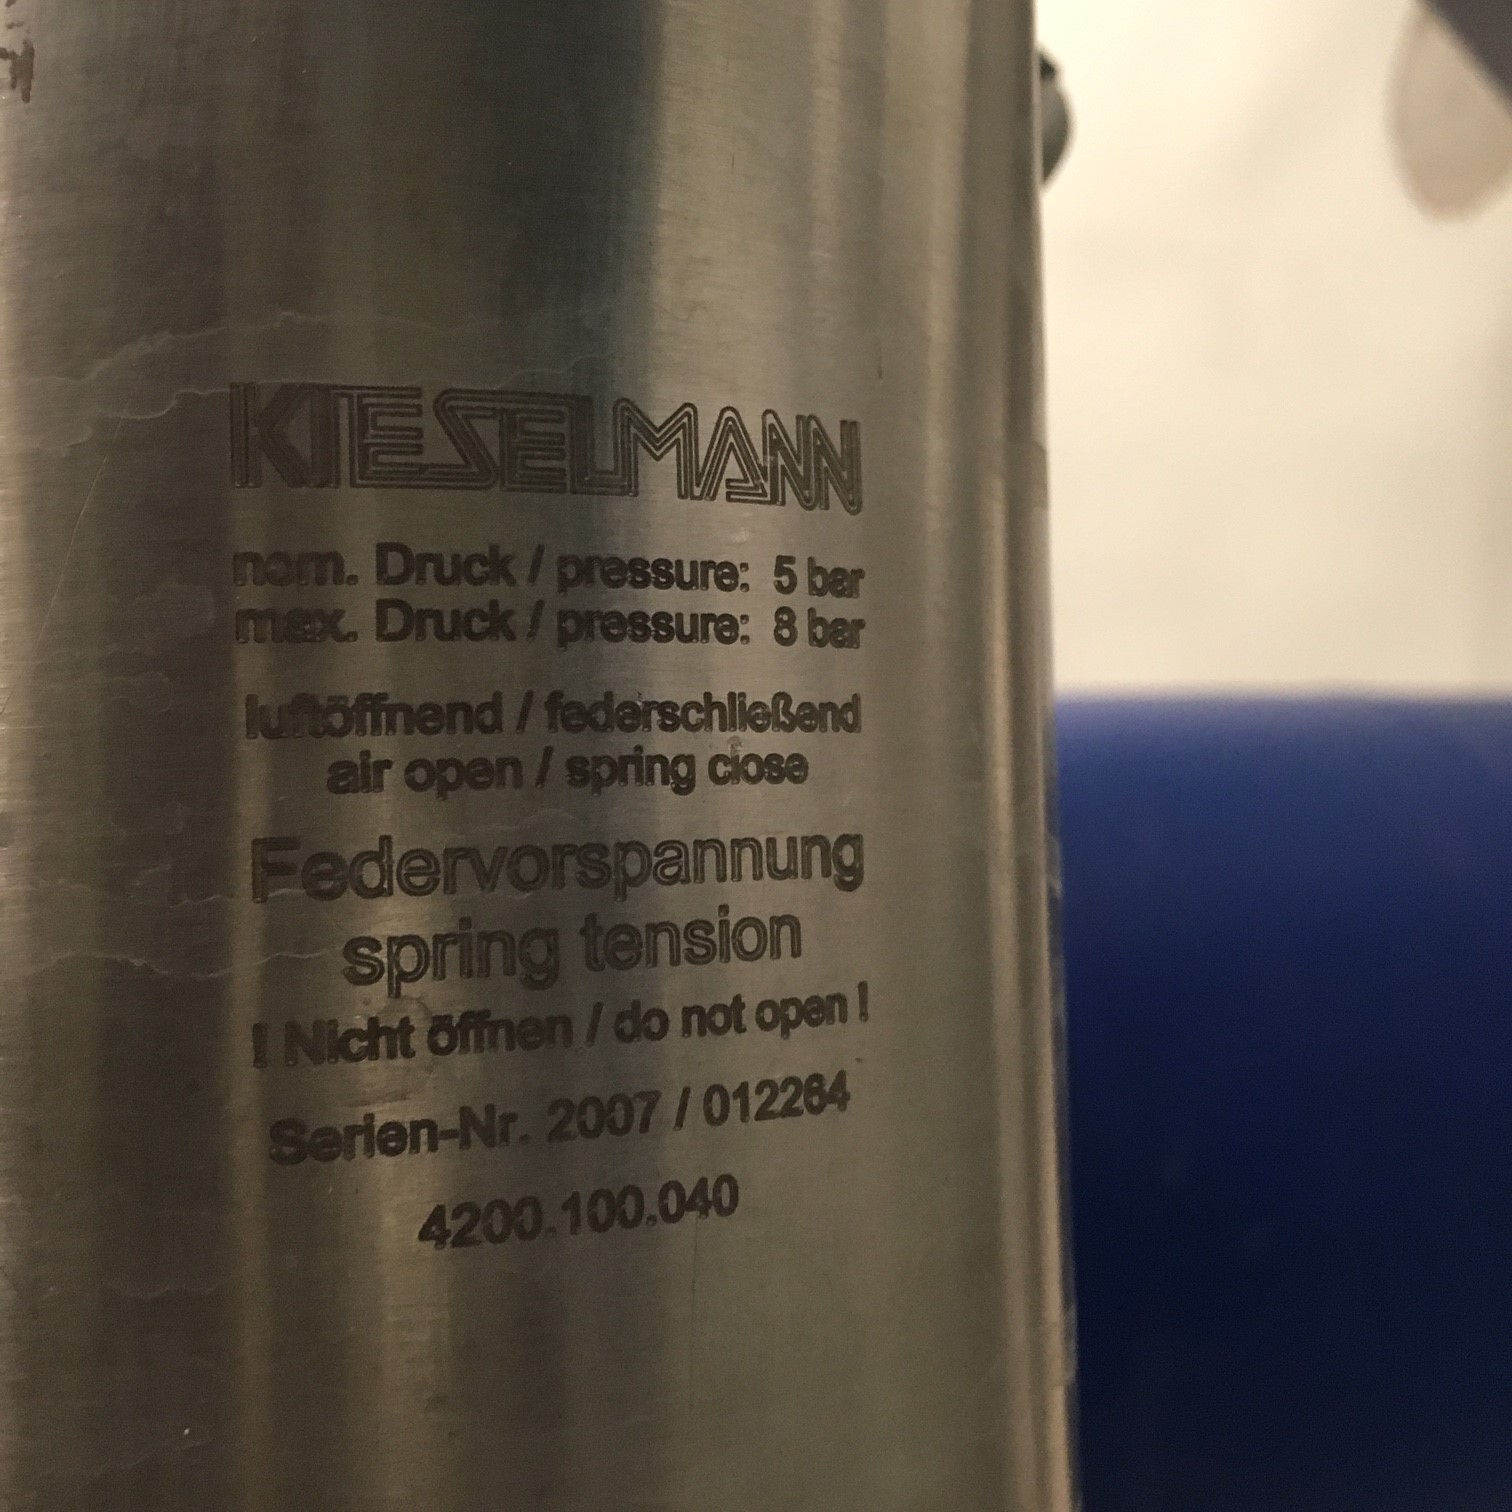 KIESELMANN
nom. Druck / pressure: 5 bar
max. Druck / pressure: 8 bar
luftöffnend / federschließend
air open / spring close
Federvorspannung
spring tension
! Nicht öffnen / do not open !
Serien-Nr. 2007 / 012264
4200.100.040